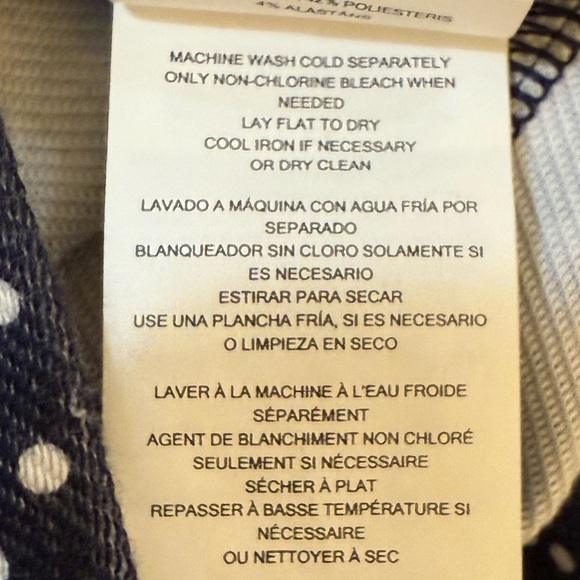 POLIESTERIS
4% ALASTANS
MACHINE WASH COLD SEPARATELY
ONLY NON-CHLORINE BLEACH WHEN
NEEDED
LAY FLAT TO DRY
COOL IRON IF NECESSARY
OR DRY CLEAN
LAVADO A MÁQUINA CON AGUA FRÍA POR
SEPARADO
BLANQUEADOR SIN CLORO SOLAMENTE SI
ES NECESARIO
ESTIRAR PARA SECAR
USE UNA PLANCHA FRÍA, SI ES NECESARIO
O LIMPIEZA EN SECO
LAVER À LA MACHINE À L'EAU FROIDE
SÉPARÉMENT
AGENT DE BLANCHIMENT NON CHLORÉ
SEULEMENT SI NÉCESSAIRE
SÉCHER À PLAT
REPASSER À BASSE TEMPÉRATURE SI
NÉCESSAIRE
OU NETTOYER À SEC